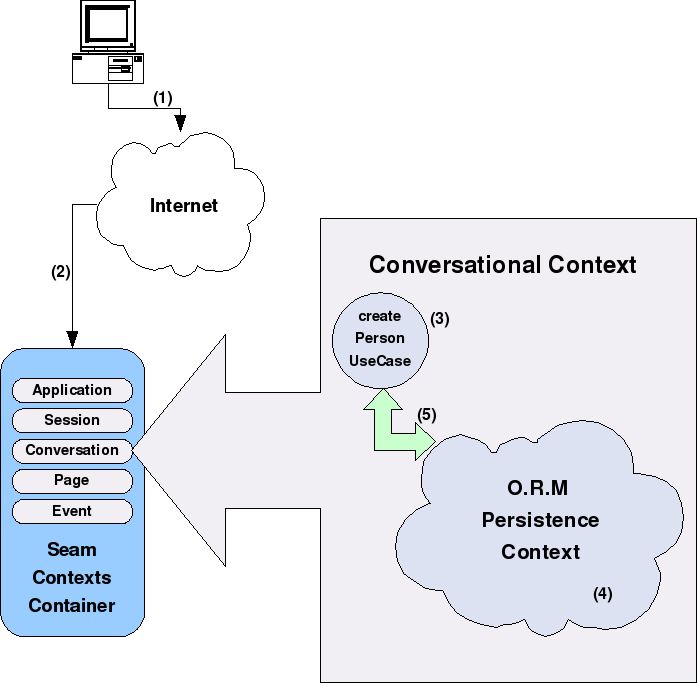 (1)
Internet
(2)
Conversational Context
create
Person
UseCase
(3)
(5)
Application
Session
Conversation
Page
Event
Seam
Contexts
Container
O.R.M
Persistence
Context
(4)